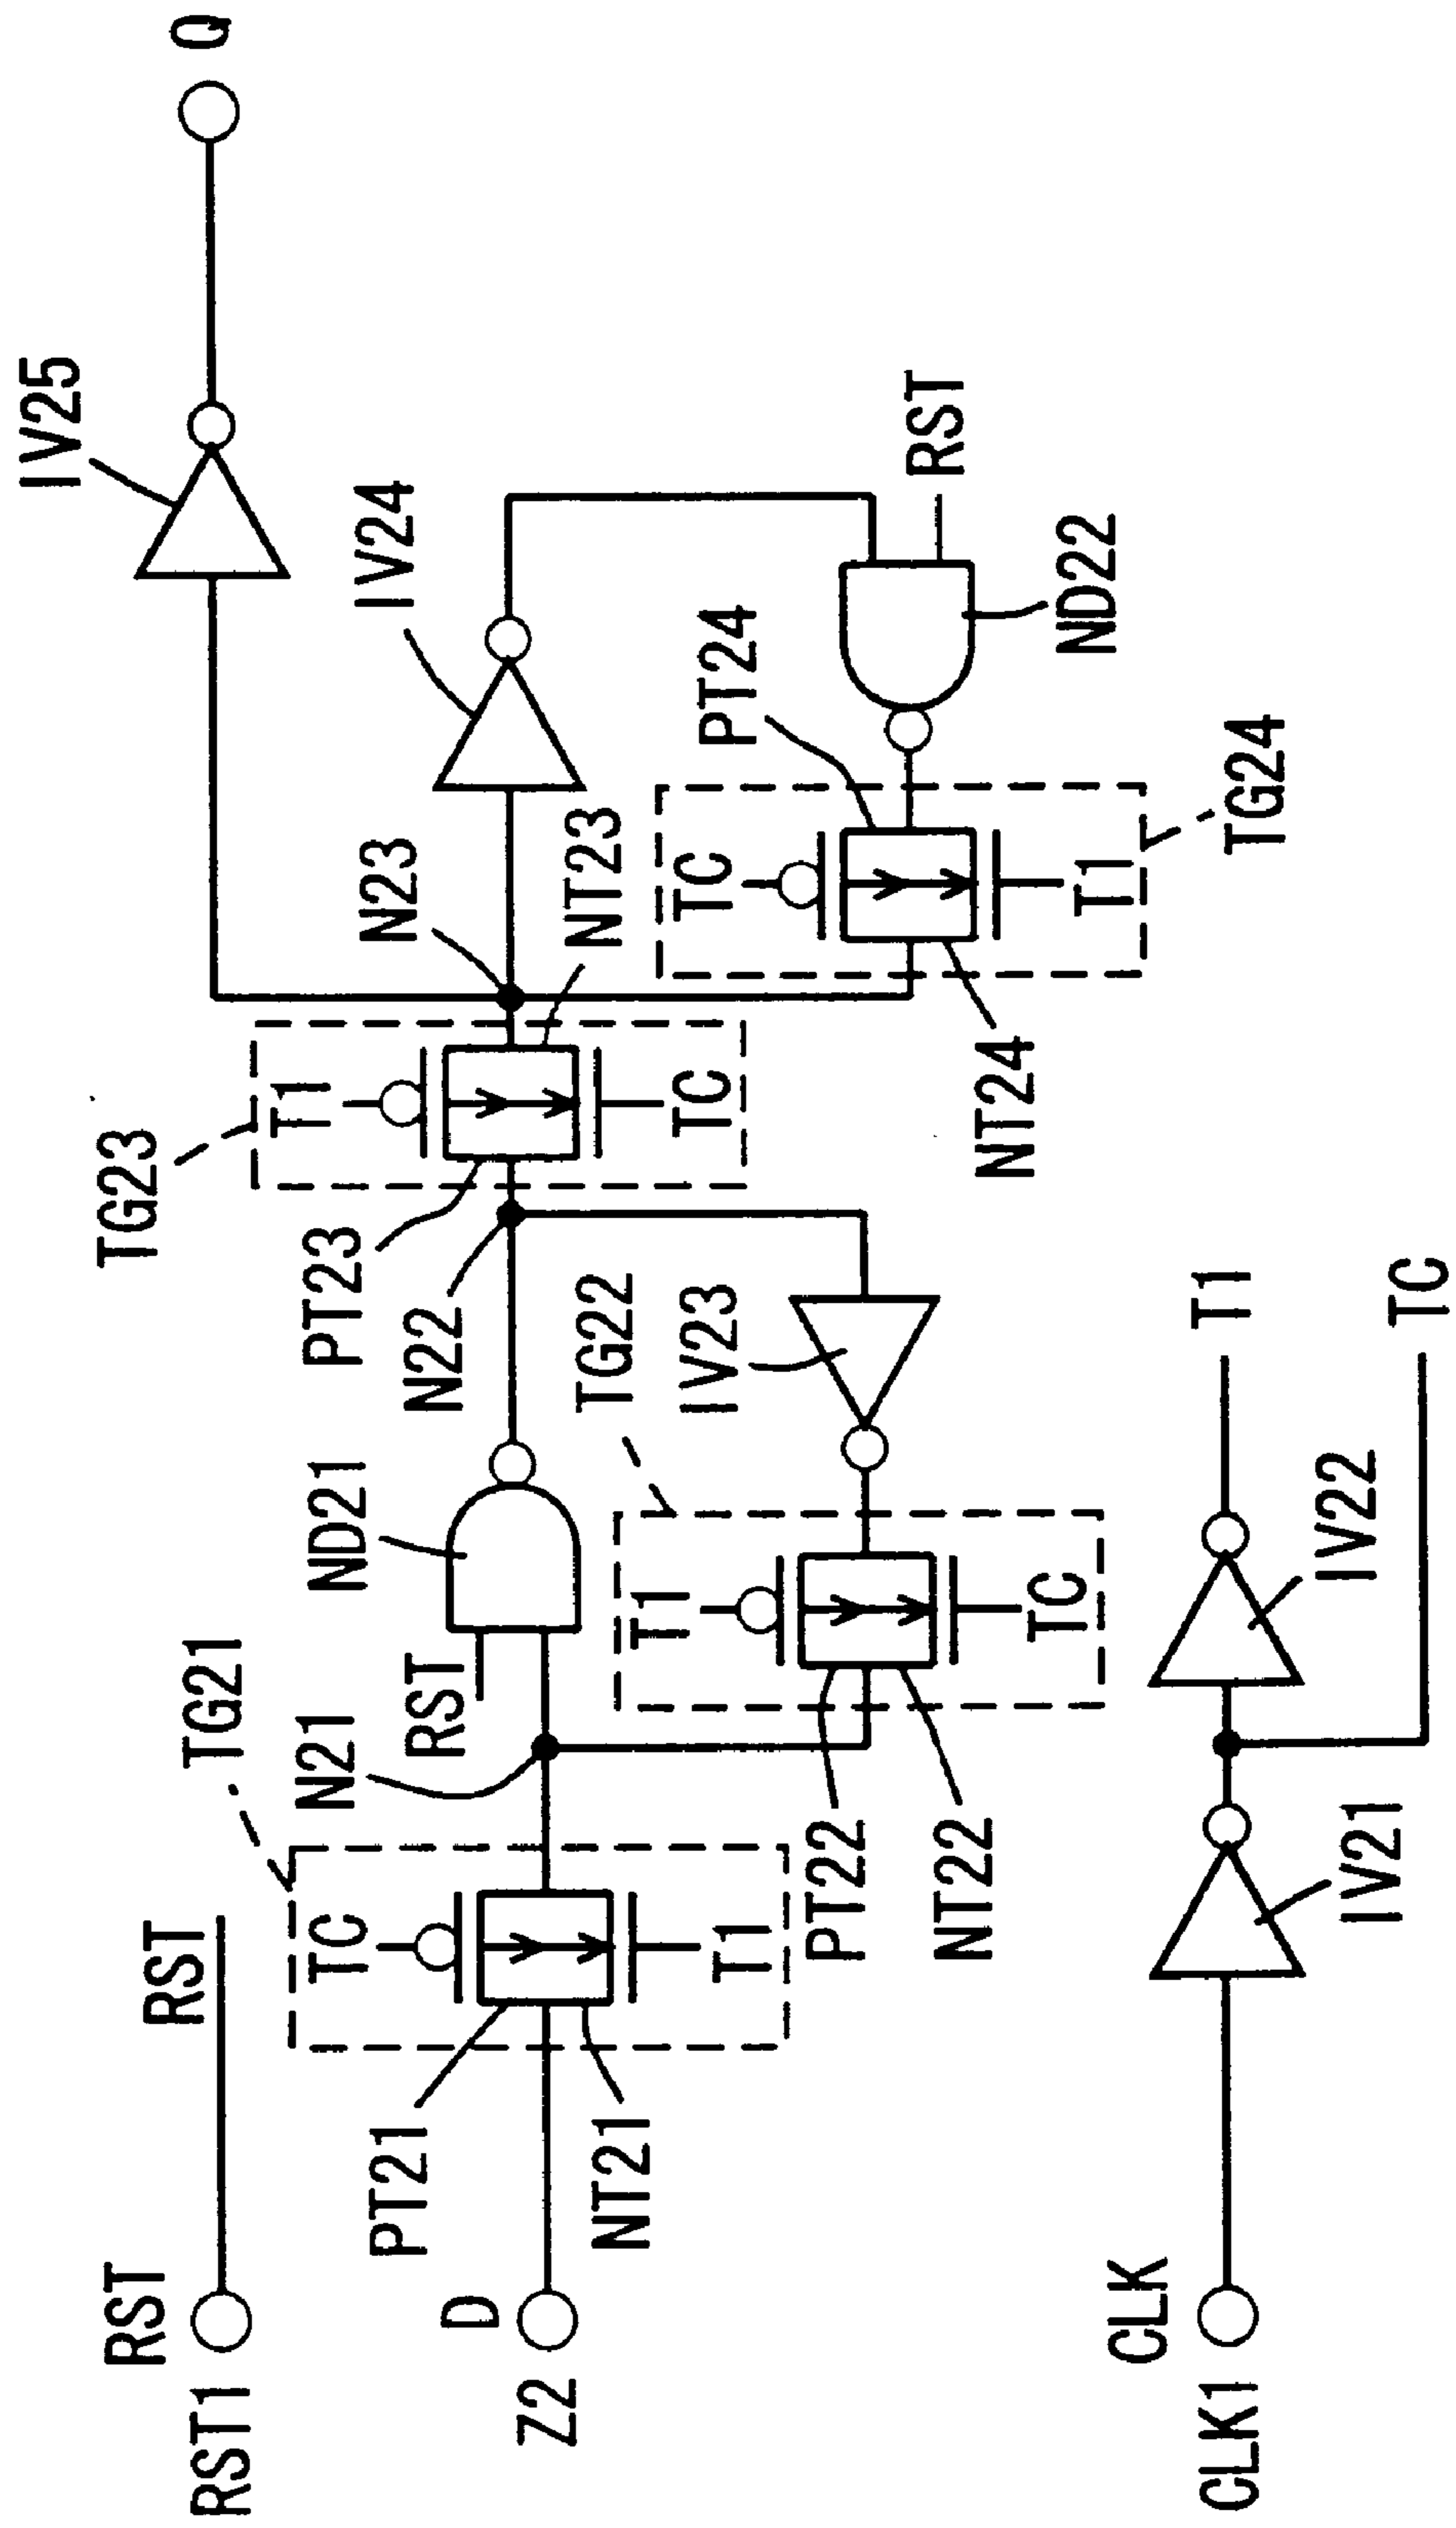 RST
RST1
RST
D
Z2
TG21
TC
T1
PT21
NT21
N21
RST
ND21
TG22
T1
TC
PT22
NT22
IV23
N22
PT23
TG23
T1
TC
NT23
N23
IV24
IV25
Q
TC
T1
PT24
NT24
TG24
ND22
RST
CLK
CLK1
IV21
IV22
T1
TC